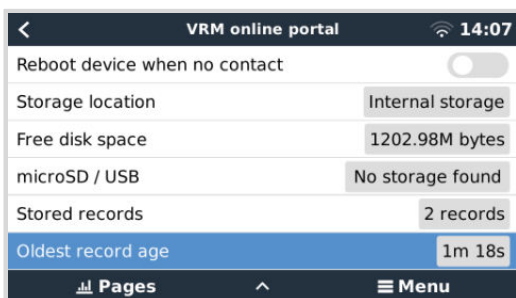 VRM online portal 14:07
Reboot device when no contact
Storage location Internal storage
Free disk space 1202.98M bytes
microSD / USB No storage found
Stored records 2 records
Oldest record age 1m 18s
Pages Menu